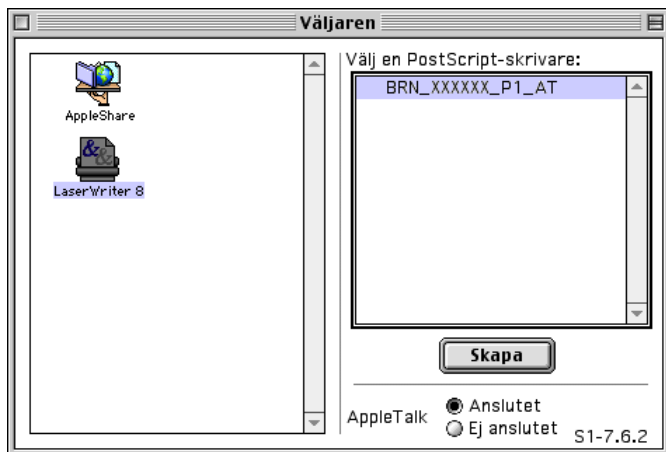 Väljaren
AppleShare
LaserWriter 8
Välj en PostScript-skrivare:
BRN_XXXXXX_P1_AT
Skapa
AppleTalk
Anslutet
Ej anslutet
S1-7.6.2